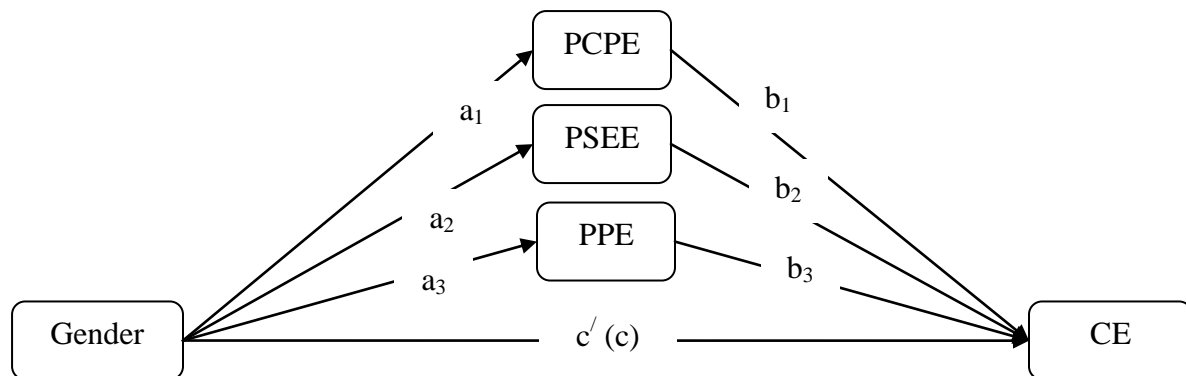 PCPE
a₁
b₁
PSEE
a₂
b₂
PPE
a₃
b₃
Gender
c′ (c)
CE